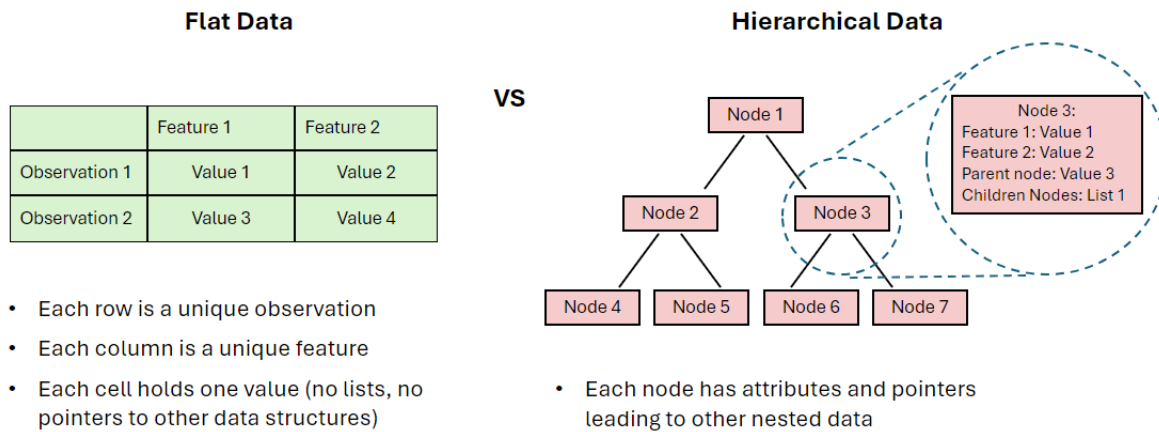 Flat Data
Feature 1 Feature 2
Observation 1 Value 1 Value 2
Observation 2 Value 3 Value 4
• Each row is a unique observation
• Each column is a unique feature
• Each cell holds one value (no lists, no
pointers to other data structures)
VS
Hierarchical Data
Node 1
Node 2 Node 3
Node 4 Node 5 Node 6 Node 7
Node 3:
Feature 1: Value 1
Feature 2: Value 2
Parent node: Value 3
Children Nodes: List 1
• Each node has attributes and pointers
leading to other nested data